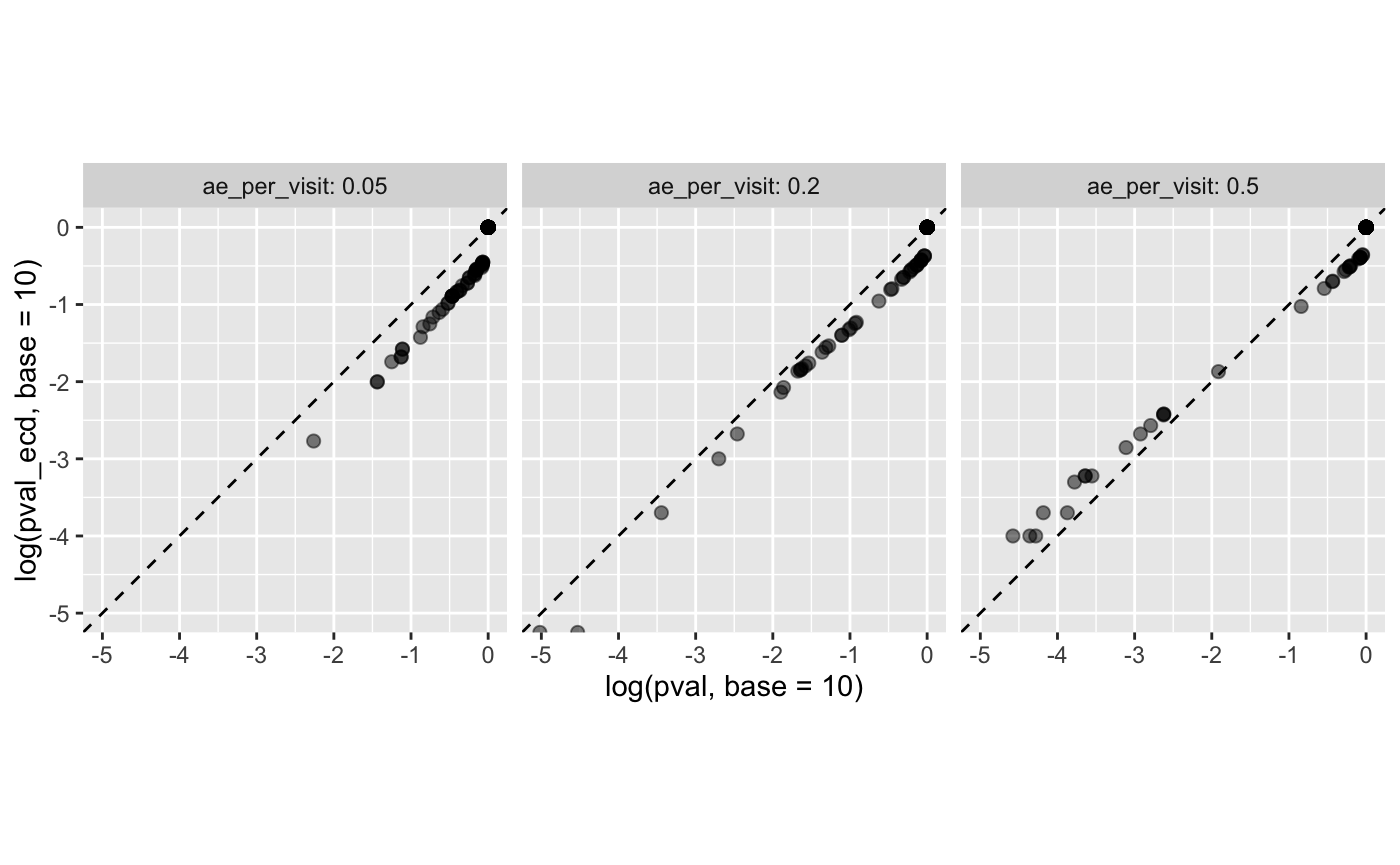 ae_per_visit: 0.05 ae_per_visit: 0.2 ae_per_visit: 0.5
log(pval_ecd, base = 10)
0
-1
-2
-3
-4
-5
-5 -4 -3 -2 -1 0 -5 -4 -3 -2 -1 0 -5 -4 -3 -2 -1 0
log(pval, base = 10)